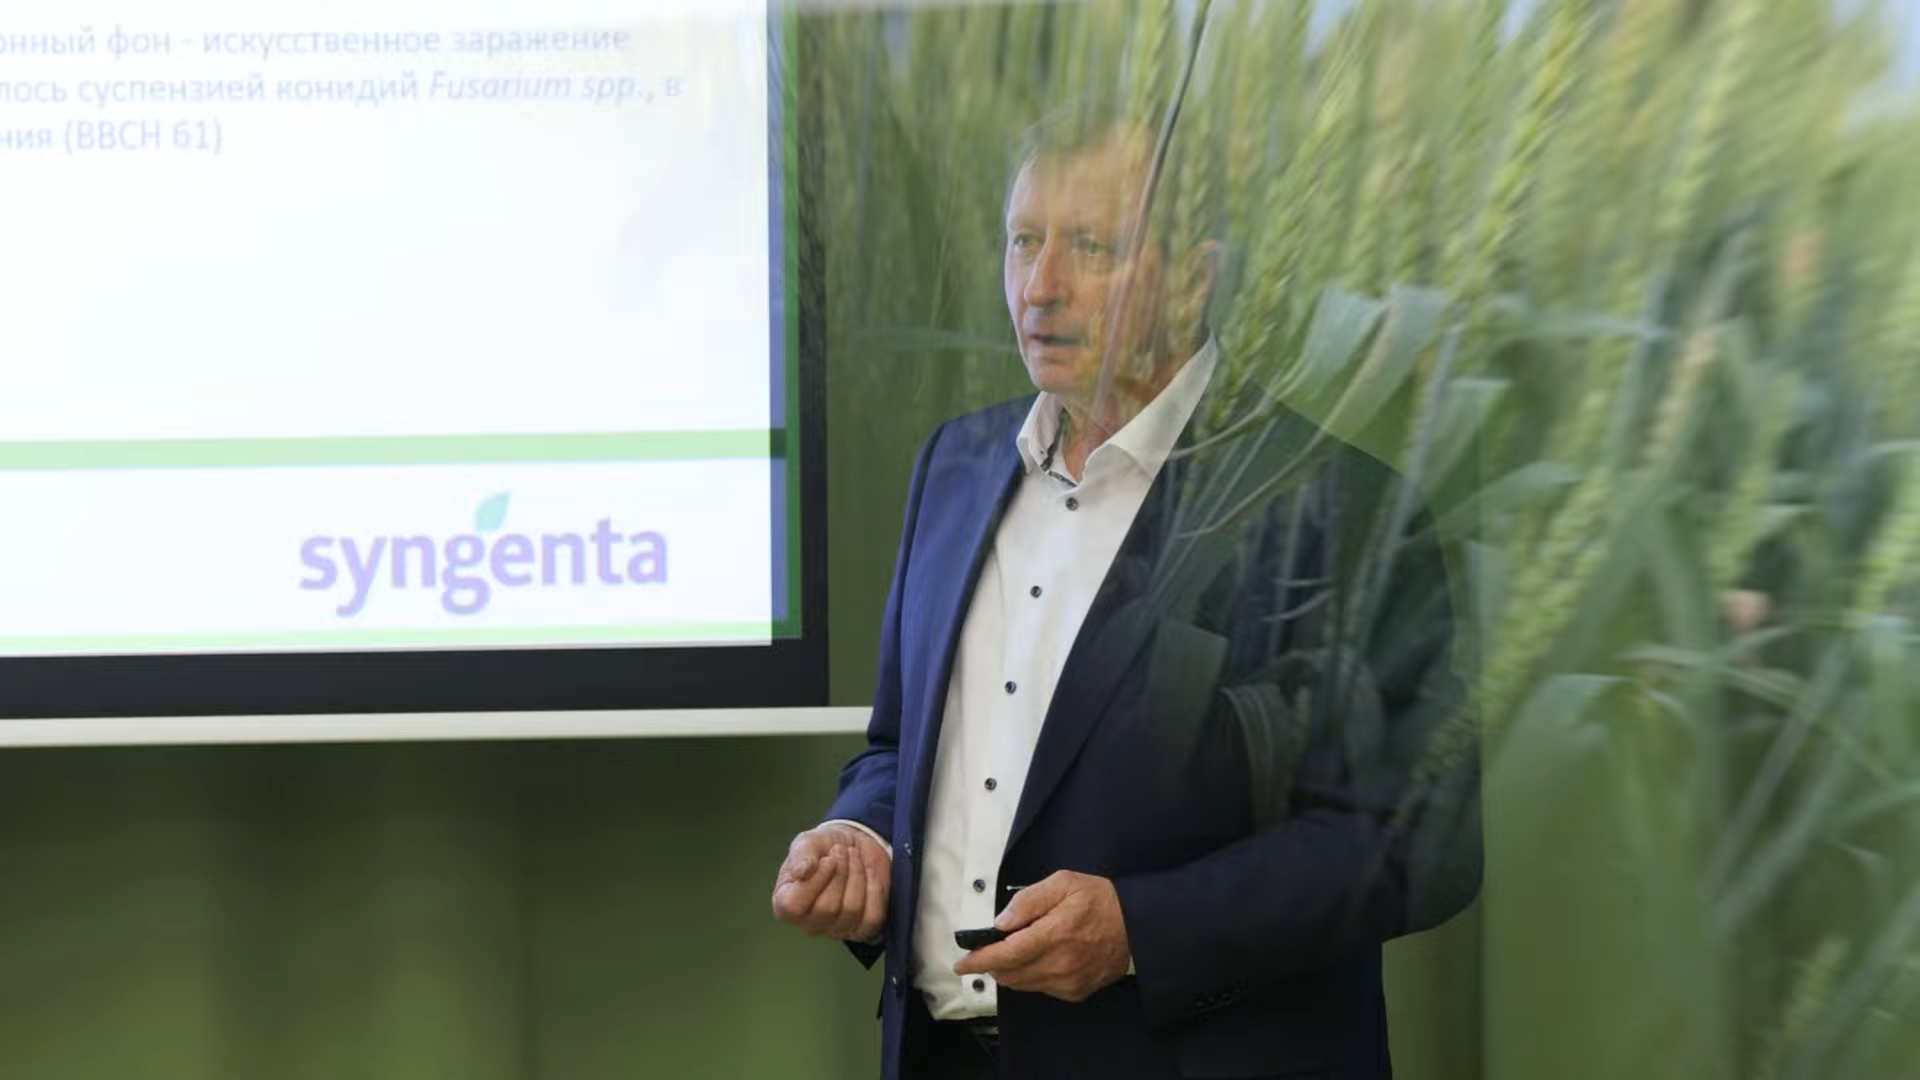 онный фон - искусственное заражение
лось суспензией конидий Fusarium spp., в
ния (BBCH 61)
syngenta